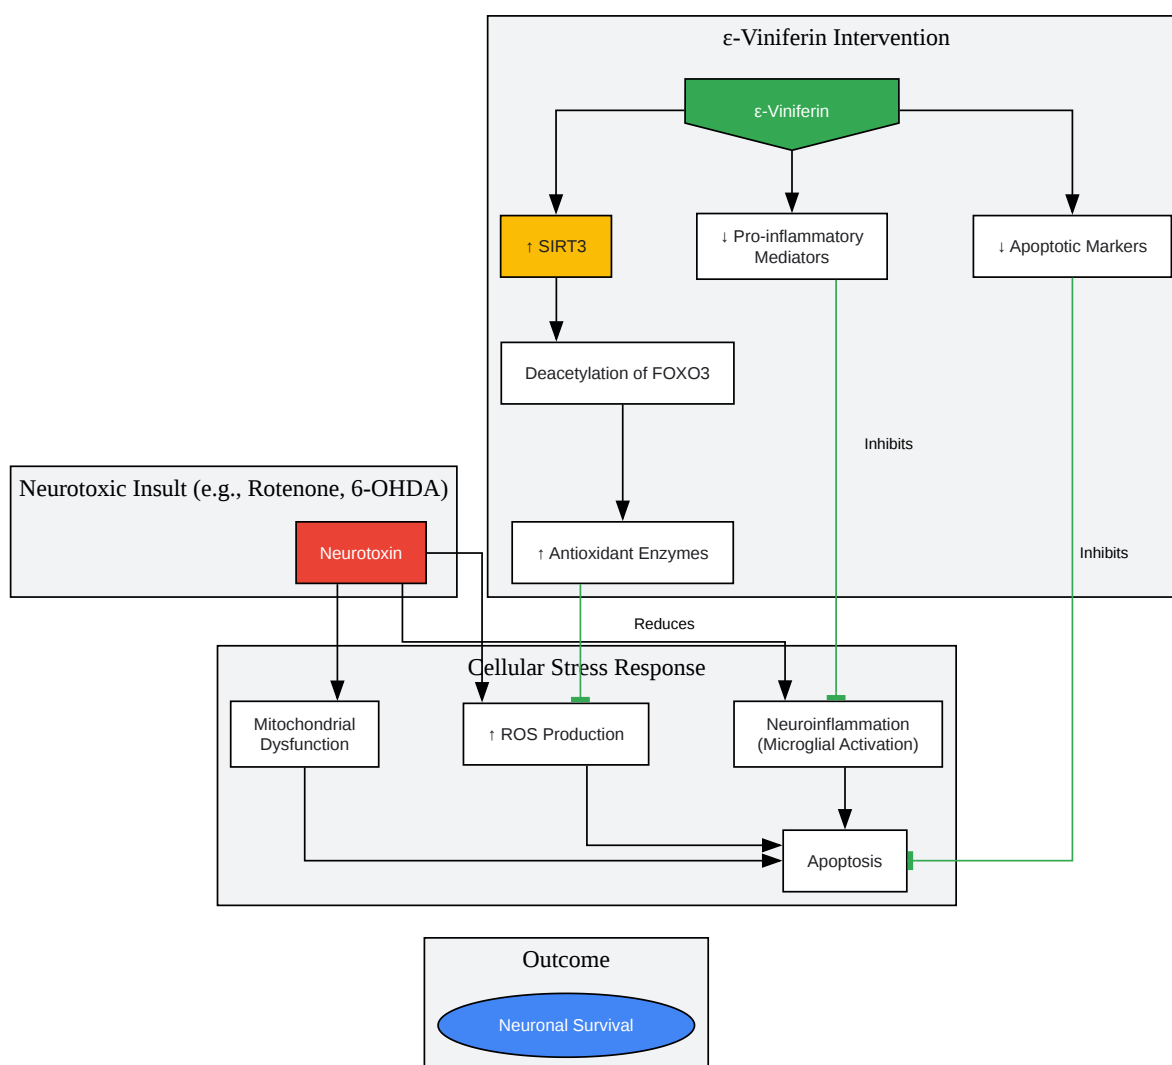 ε-Viniferin Intervention
ε-Viniferin
↑ SIRT3
↓ Pro-inflammatory
Mediators
↓ Apoptotic Markers
Deacetylation of FOXO3
Inhibits
Neurotoxic Insult (e.g., Rotenone, 6-OHDA)
Neurotoxin
↑ Antioxidant Enzymes
Inhibits
Reduces
Cellular Stress Response
Mitochondrial
Dysfunction
↑ ROS Production
Neuroinflammation
(Microglial Activation)
Apoptosis
Outcome
Neuronal Survival